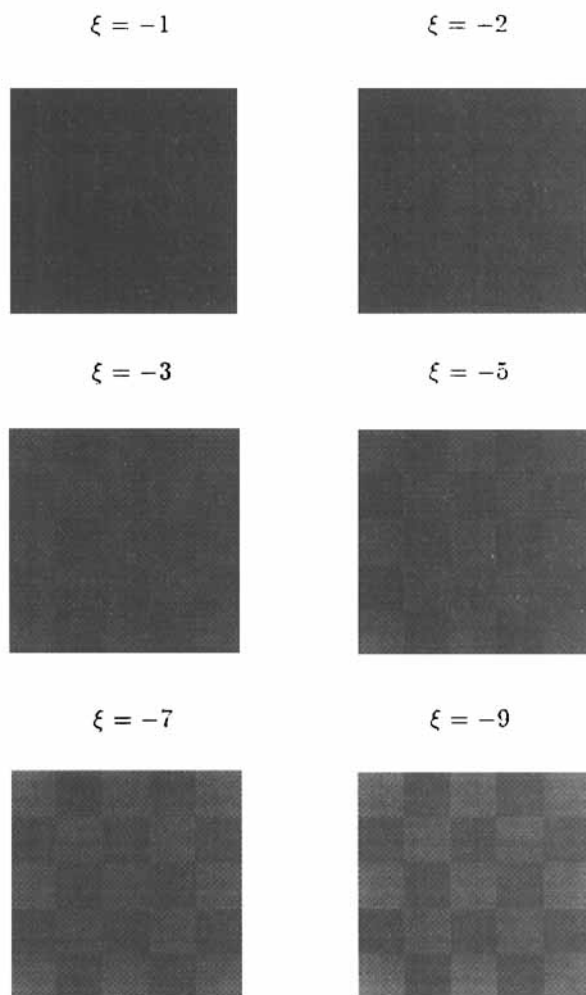 ξ = −1
ξ = −2
ξ = −3
ξ = −5
ξ = −7
ξ = −9